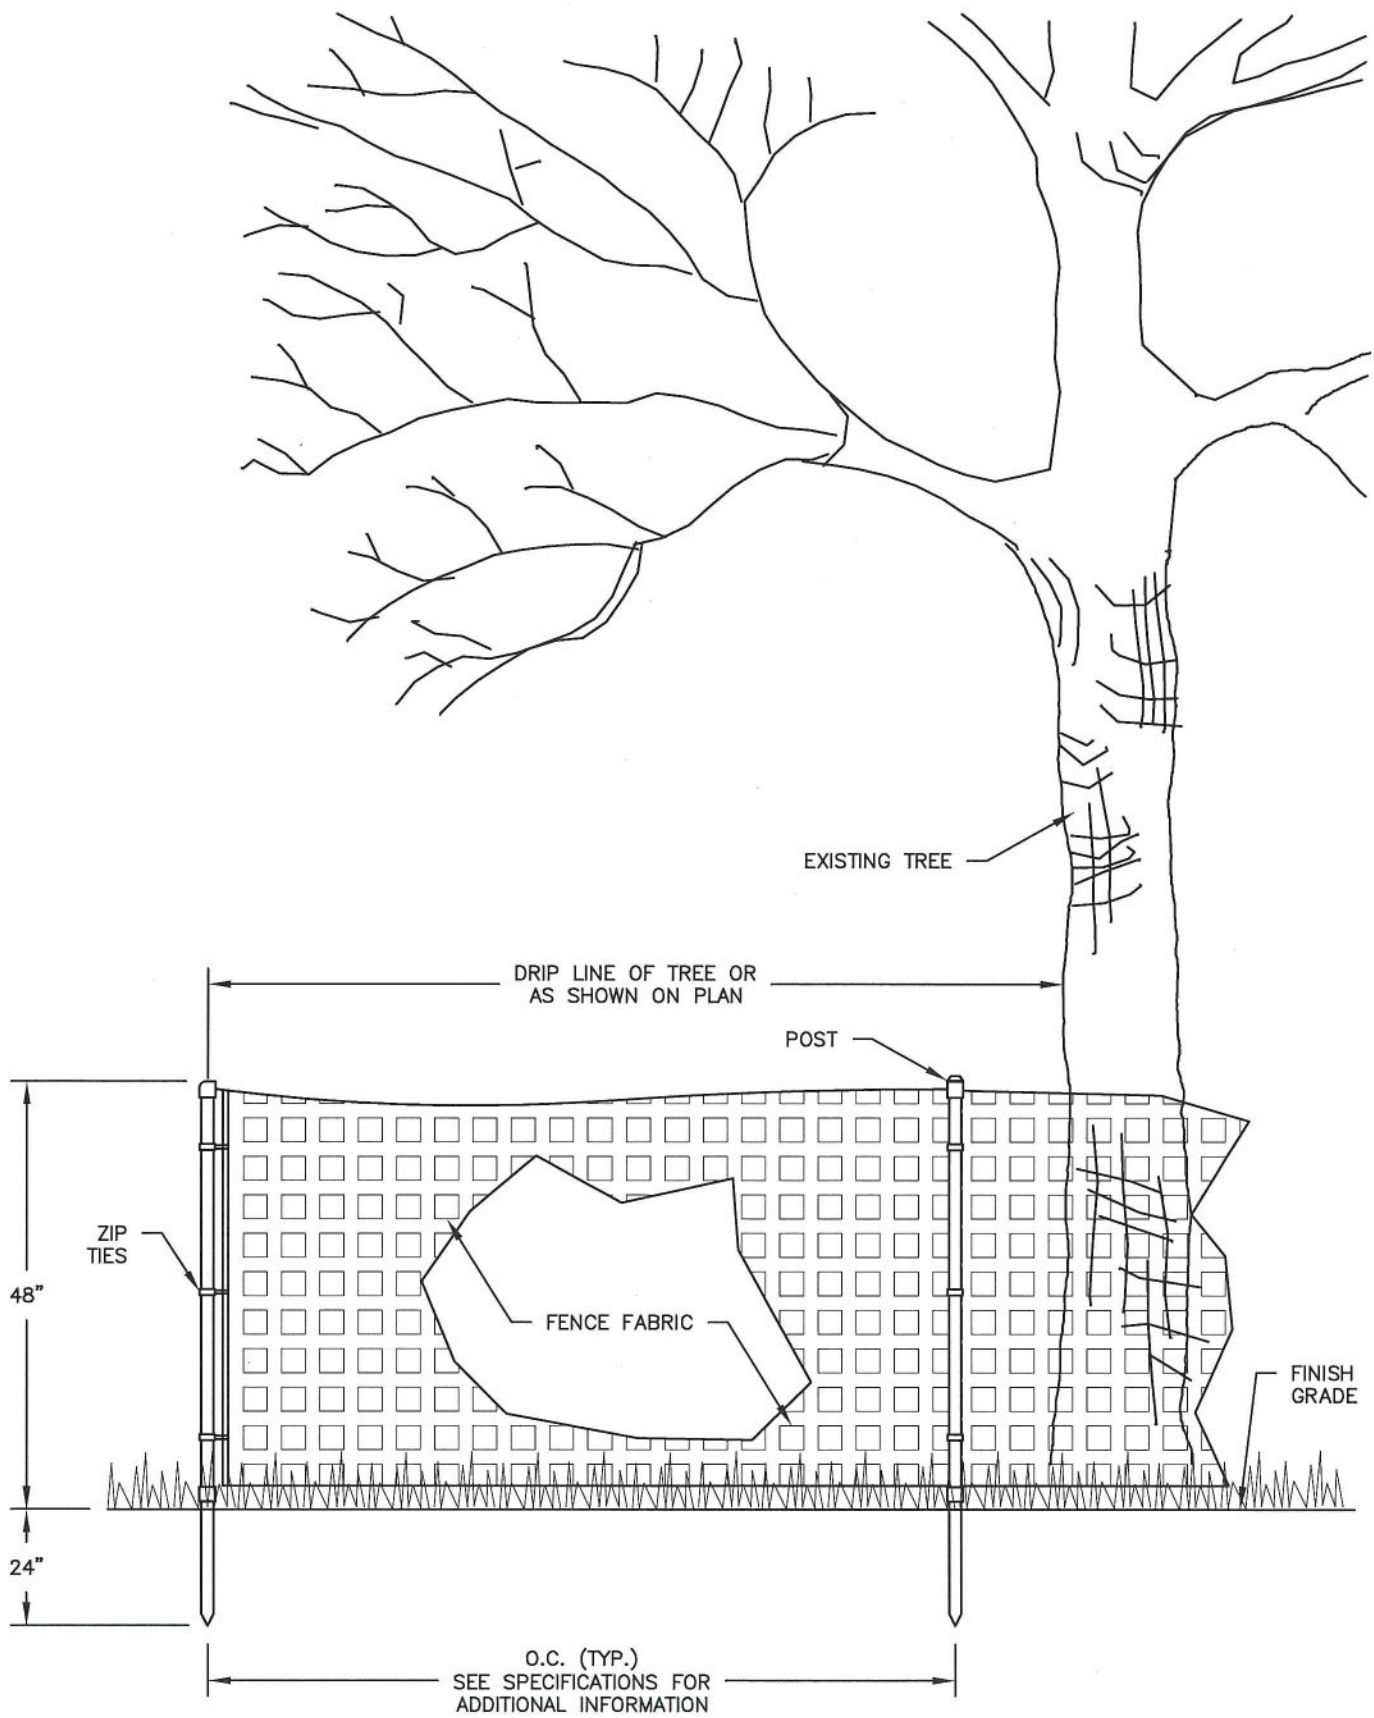 EXISTING TREE
DRIP LINE OF TREE OR
AS SHOWN ON PLAN
POST
ZIP
TIES
48"
FENCE FABRIC
FINISH
GRADE
24"
O.C. (TYP.)
SEE SPECIFICATIONS FOR
ADDITIONAL INFORMATION